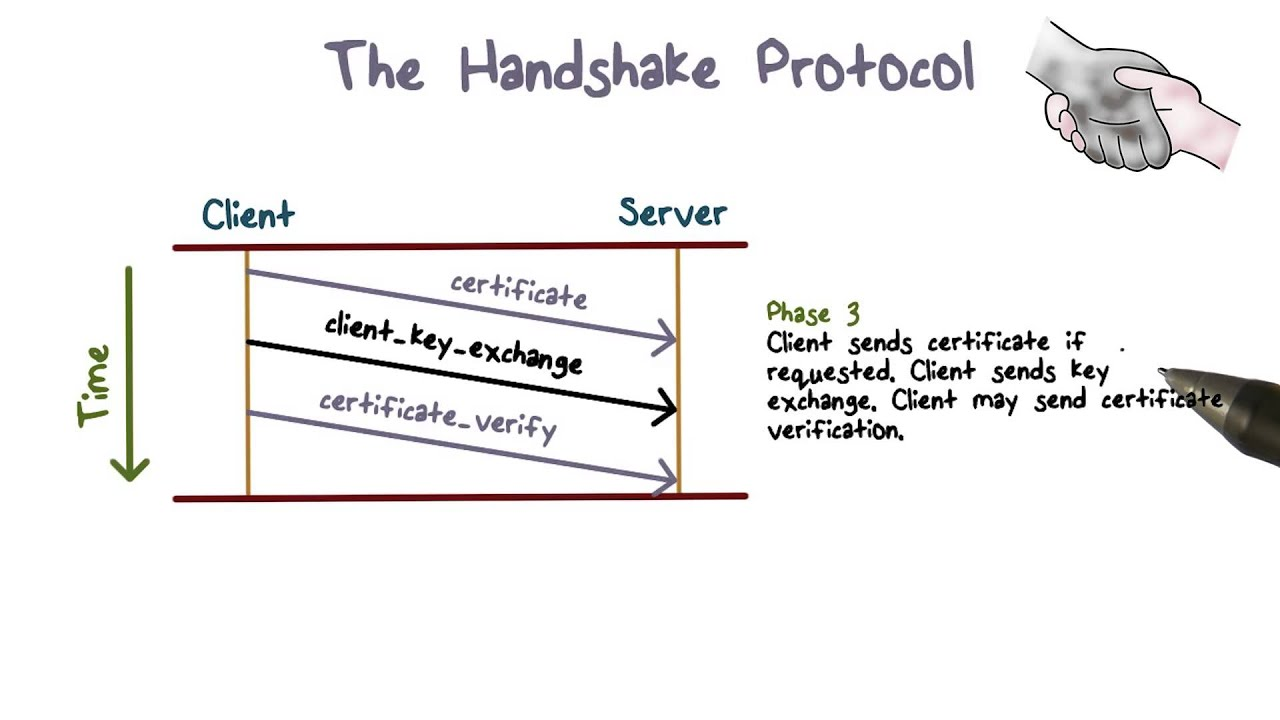 The Handshake Protocol
Client
Server
Time
certificate
client_key_exchange
certificate_verify
Phase 3
Client sends certificate if
requested. Client sends key
exchange. Client may send certificate
verification.